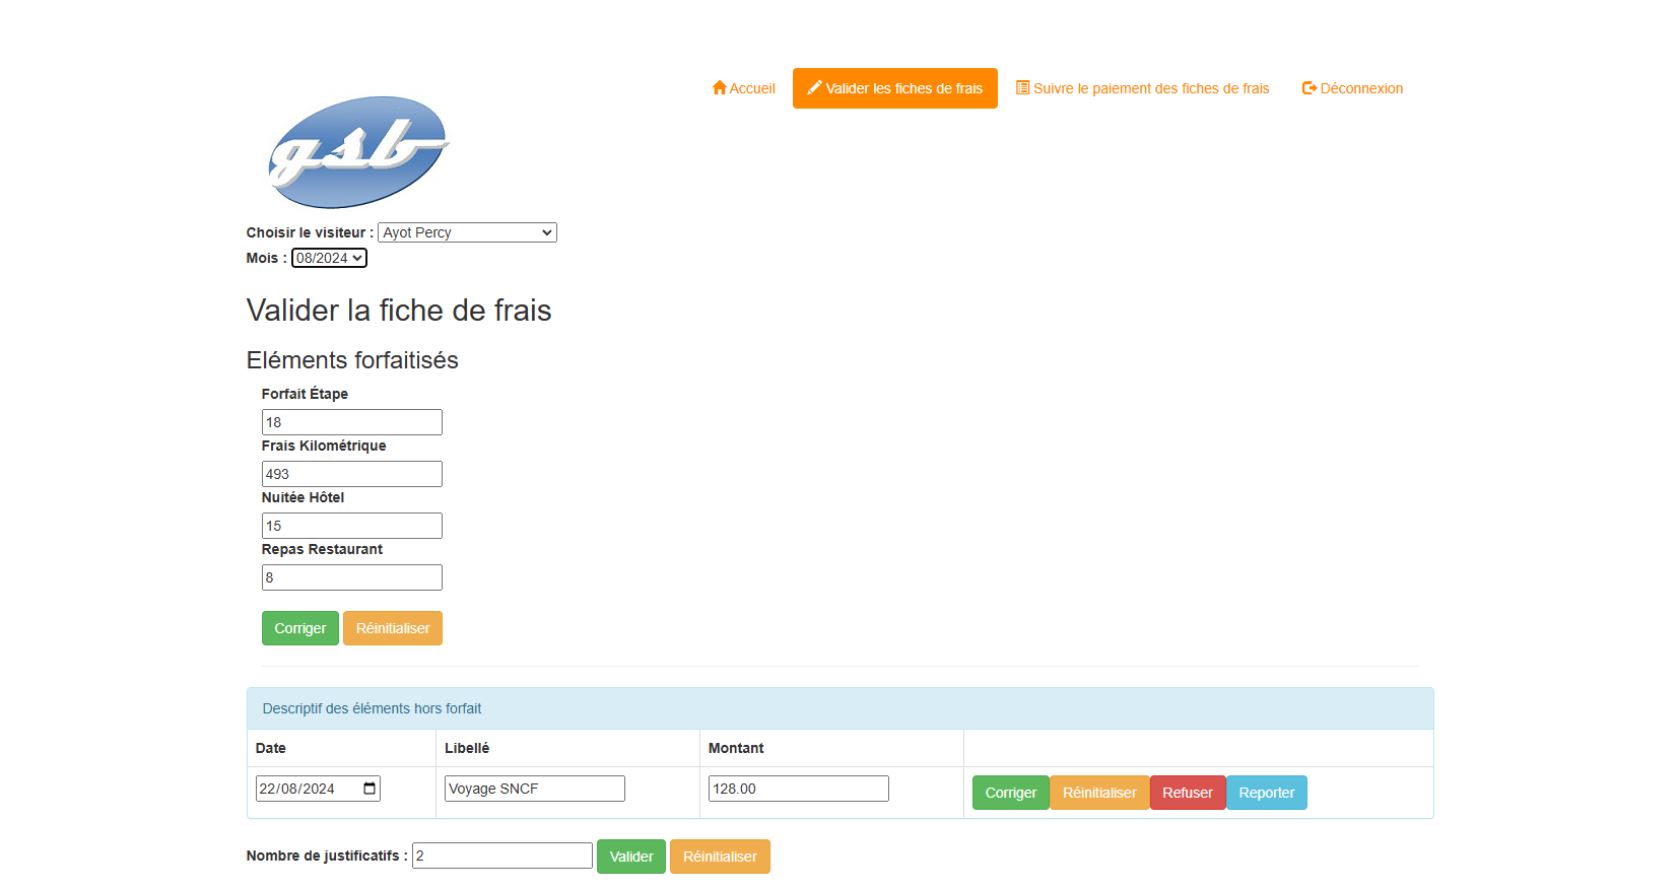 Accueil Valider les fiches de frais Suivre le paiement des fiches de frais Déconnexion
gsb
Choisir le visiteur : Ayot Percy
Mois : 08/2024
Valider la fiche de frais
Eléments forfaitisés
Forfait Étape
18
Frais Kilométrique
493
Nuitée Hôtel
15
Repas Restaurant
8
Corriger Réinitialiser
Descriptif des éléments hors forfait
Date Libellé Montant
22/08/2024 Voyage SNCF 128.00 Corriger Réinitialiser Refuser Reporter
Nombre de justificatifs : 2 Valider Réinitialiser